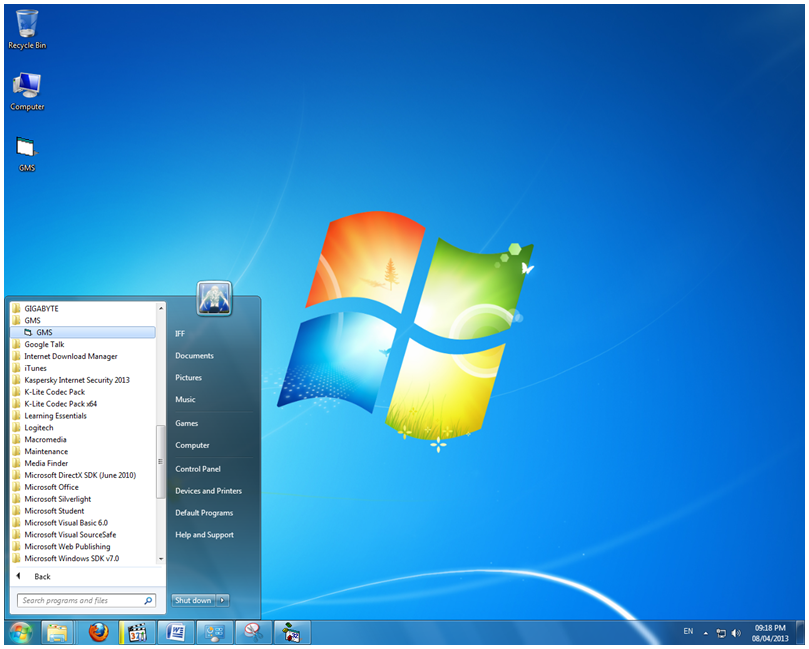 Recycle Bin
Computer
GMS
GIGABYTE
GMS
GMS
Google Talk
Internet Download Manager
iTunes
Kaspersky Internet Security 2013
K-Lite Codec Pack
K-Lite Codec Pack x64
Learning Essentials
Logitech
Macromedia
Maintenance
Media Finder
Microsoft DirectX SDK (June 2010)
Microsoft Office
Microsoft Silverlight
Microsoft Student
Microsoft Visual Basic 6.0
Microsoft Visual SourceSafe
Microsoft Web Publishing
Microsoft Windows SDK v7.0
Back
Search programs and files
IFF
Documents
Pictures
Music
Games
Computer
Control Panel
Devices and Printers
Default Programs
Help and Support
Shut down
EN
09:18 PM
08/04/2013